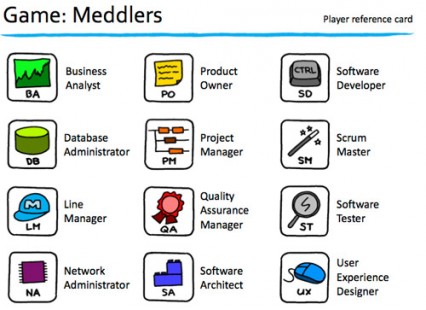 Game: Meddlers
Player reference card
BA
Business
Analyst
PO
Product
Owner
CTRL
SD
Software
Developer
DB
Database
Administrator
PM
Project
Manager
SM
Scrum
Master
M
LM
Line
Manager
QA
Quality
Assurance
Manager
S
ST
Software
Tester
NA
Network
Administrator
SA
Software
Architect
UX
User
Experience
Designer